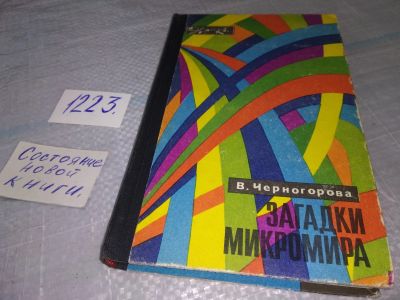 1223.
Состояние
новой
книги.
В. Черногорова
ЗАГАДКИ
МИКРОМИРА